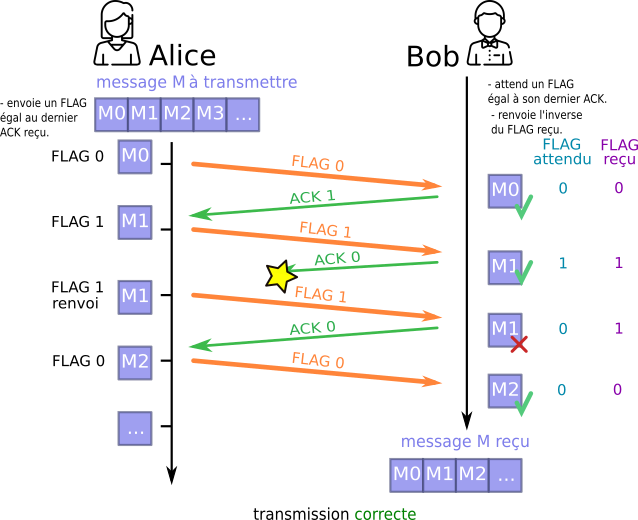 Alice
Bob
message M à transmettre
- envoie un FLAG
égal au dernier
ACK reçu.
M0 M1 M2 M3 ...
- attend un FLAG
égal à son dernier ACK.
- renvoie l'inverse
du FLAG reçu.
FLAG
attendu
FLAG
reçu
FLAG 0 M0
FLAG 0
M0 0 0
ACK 1
FLAG 1 M1
FLAG 1
ACK 0
M1 1 1
FLAG 1
renvoi
M1
FLAG 1
ACK 0
M1 0 1
FLAG 0 M2
FLAG 0
M2 0 0
...
message M reçu
M0 M1 M2 ...
transmission correcte